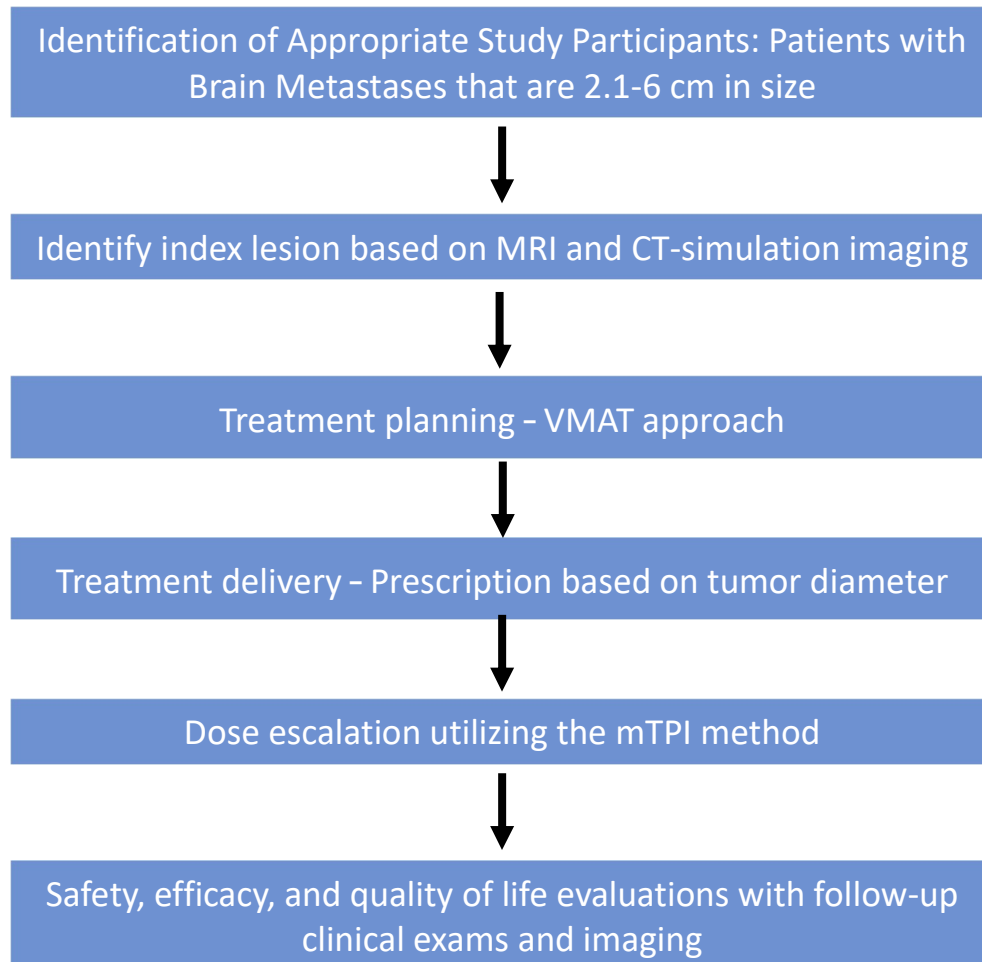 Identification of Appropriate Study Participants: Patients with
Brain Metastases that are 2.1-6 cm in size
Identify index lesion based on MRI and CT-simulation imaging
Treatment planning – VMAT approach
Treatment delivery – Prescription based on tumor diameter
Dose escalation utilizing the mTPI method
Safety, efficacy, and quality of life evaluations with follow-up
clinical exams and imaging